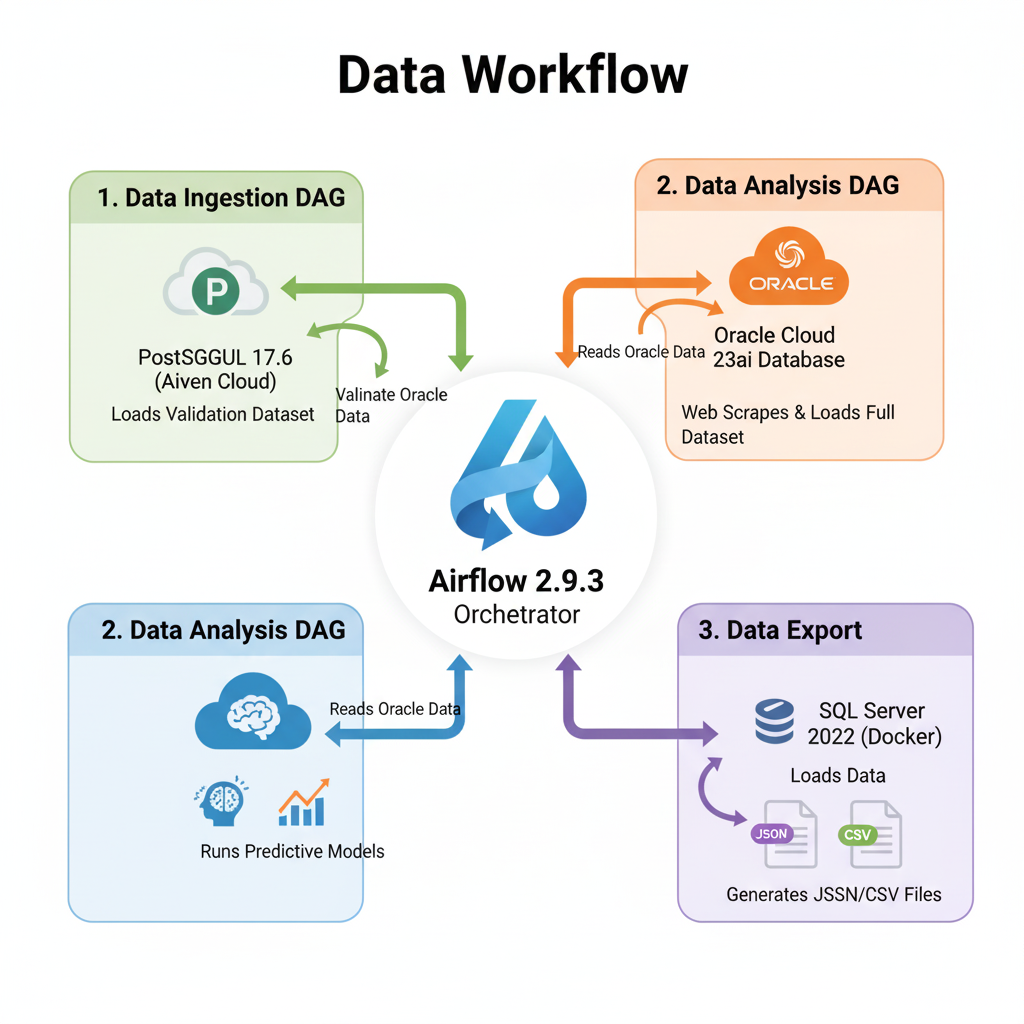 Data Workflow
1. Data Ingestion DAG
P
PostSGGUL 17.6
(Aiven Cloud)
Loads Validation Dataset
Valinate Oracle
Data
2. Data Analysis DAG
ORACLE
Reads Oracle Data
Oracle Cloud
23ai Database
Web Scrapes & Loads Full
Dataset
Airflow 2.9.3
Orchetrator
2. Data Analysis DAG
Reads Oracle Data
Runs Predictive Models
3. Data Export
SQL Server
2022 (Docker)
Loads Data
JSON
CSV
Generates JSSN/CSV Files